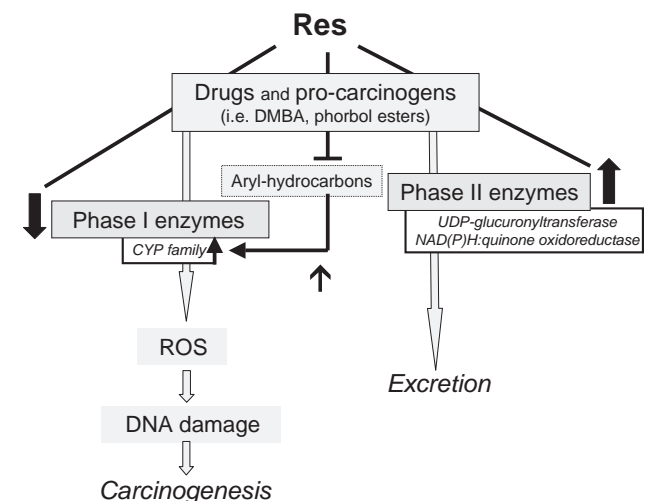 Res
Drugs and pro-carcinogens
(i.e. DMBA, phorbol esters)
Aryl-hydrocarbons
Phase II enzymes
UDP-glucuronyltransferase
NAD(P)H:quinone oxidoreductase
Phase I enzymes
CYP family
ROS
Excretion
DNA damage
Carcinogenesis